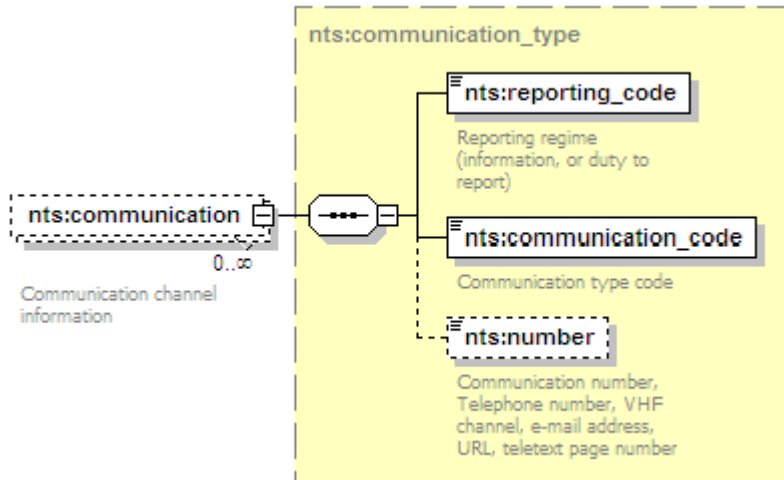 nts:communication_type
nts:reporting_code
Reporting regime
(information, or duty to
report)
nts:communication
0..∞
Communication channel
information
nts:communication_code
Communication type code
nts:number
Communication number,
Telephone number, VHF
channel, e-mail address,
URL, teletext page number